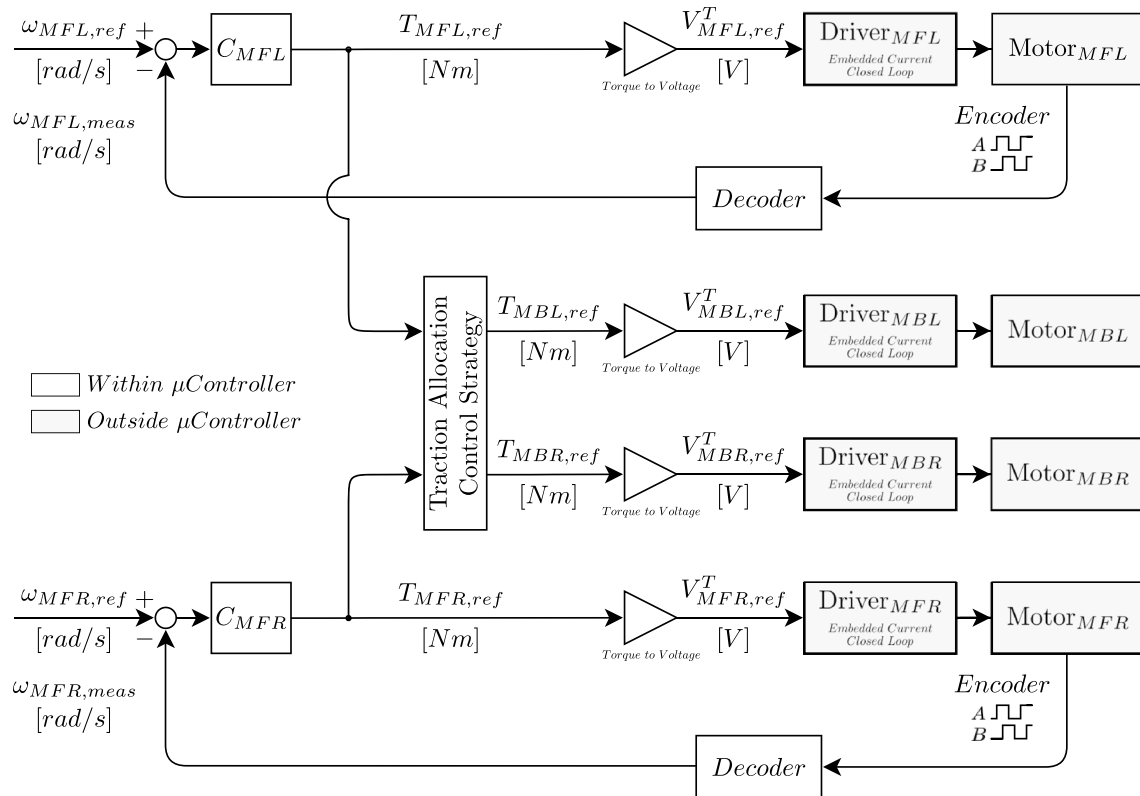 ω_{MFL,ref} +
[rad/s] −
C_{MFL}
T_{MFL,ref}
[Nm]
Torque to Voltage
V^T_{MFL,ref}
[V]
Driver_{MFL}
Embedded Current
Closed Loop
Motor_{MFL}
ω_{MFL,meas}
[rad/s]
Encoder
A
B
Decoder
Traction Allocation
Control Strategy
T_{MBL,ref}
[Nm]
Torque to Voltage
V^T_{MBL,ref}
[V]
Driver_{MBL}
Embedded Current
Closed Loop
Motor_{MBL}
Within μController
Outside μController
T_{MBR,ref}
[Nm]
Torque to Voltage
V^T_{MBR,ref}
[V]
Driver_{MBR}
Embedded Current
Closed Loop
Motor_{MBR}
ω_{MFR,ref} +
[rad/s] −
C_{MFR}
T_{MFR,ref}
[Nm]
Torque to Voltage
V^T_{MFR,ref}
[V]
Driver_{MFR}
Embedded Current
Closed Loop
Motor_{MFR}
ω_{MFR,meas}
[rad/s]
Encoder
A
B
Decoder